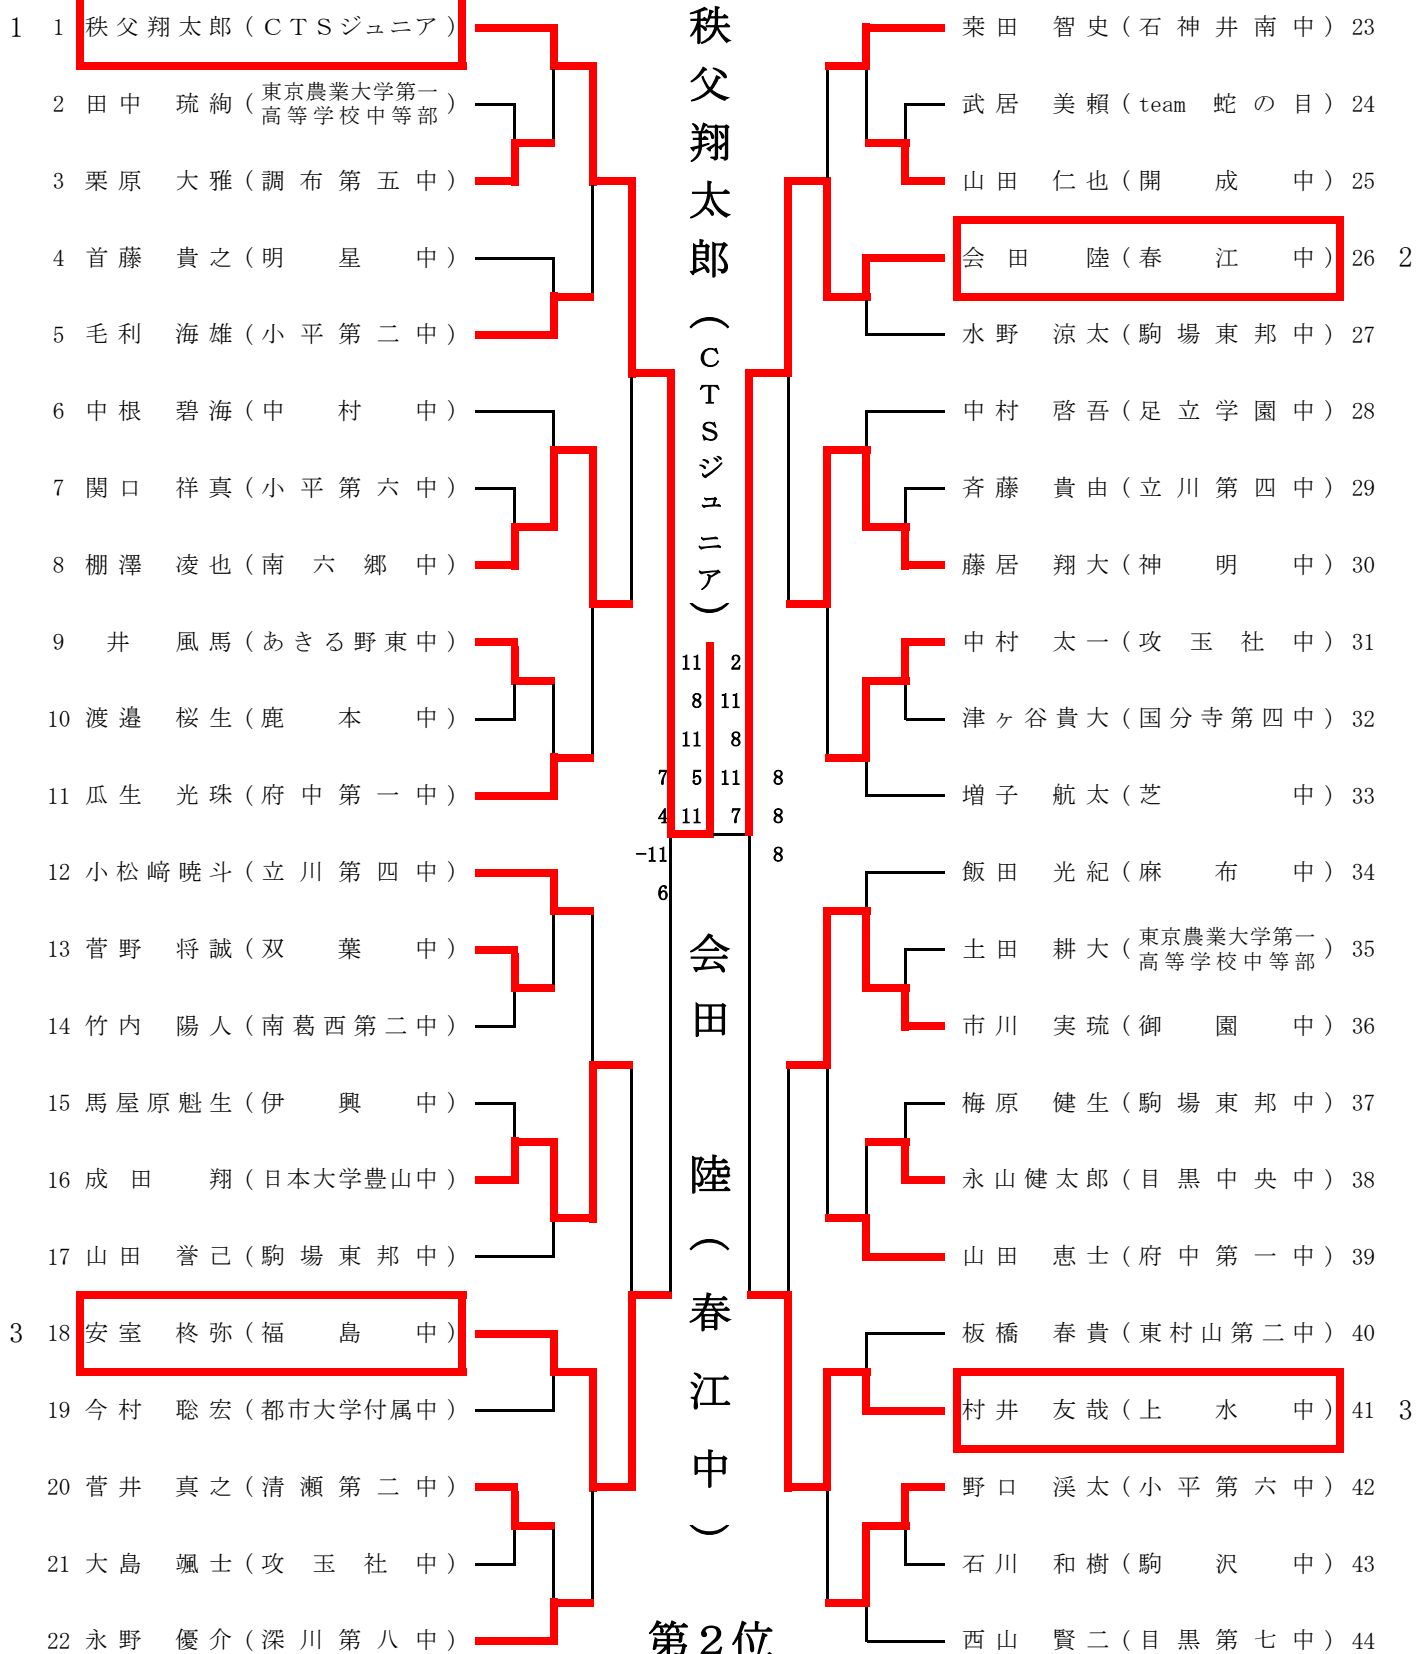 1 1 秩父翔太郎(CTSジュニア)
2 田中 琉絢(東京農業大学第一高等学校中等部)
3 栗原 大雅(調布第五中)
4 首藤 貴之(明星中)
5 毛利 海雄(小平第二中)
6 中根 碧海(中村中)
7 関口 祥真(小平第六中)
8 棚澤 凌也(南六郷中)
9 井 風馬(あきる野東中)
10 渡邉 桜生(鹿本中)
11 瓜生 光珠(府中第一中)
12 小松﨑暁斗(立川第四中)
13 菅野 将誠(双葉中)
14 竹内 陽人(南葛西第二中)
15 馬屋原魁生(伊興中)
16 成田 翔(日本大学豊山中)
17 山田 誉己(駒場東邦中)
3 18 安室 柊弥(福島中)
19 今村 聡宏(都市大学付属中)
20 菅井 真之(清瀬第二中)
21 大島 颯士(攻玉社中)
22 永野 優介(深川第八中)
秩父翔太郎(CTSジュニア)
11 2
8 11
11 8
7 5 11 8
4 11 7 8
-11 8
6
会田 陸(春江中)
第2位
栞田 智史(石神井南中) 23
武居 美頼(team 蛇の目) 24
山田 仁也(開成中) 25
会田 陸(春江中) 26 2
水野 涼太(駒場東邦中) 27
中村 啓吾(足立学園中) 28
斉藤 貴由(立川第四中) 29
藤居 翔大(神明中) 30
中村 太一(攻玉社中) 31
津ヶ谷貴大(国分寺第四中) 32
増子 航太(芝中) 33
飯田 光紀(麻布中) 34
土田 耕大(東京農業大学第一高等学校中等部) 35
市川 実琉(御園中) 36
梅原 健生(駒場東邦中) 37
永山健太郎(目黒中央中) 38
山田 恵士(府中第一中) 39
板橋 春貴(東村山第二中) 40
村井 友哉(上水中) 41 3
野口 渓太(小平第六中) 42
石川 和樹(駒沢中) 43
西山 賢二(目黒第七中) 44